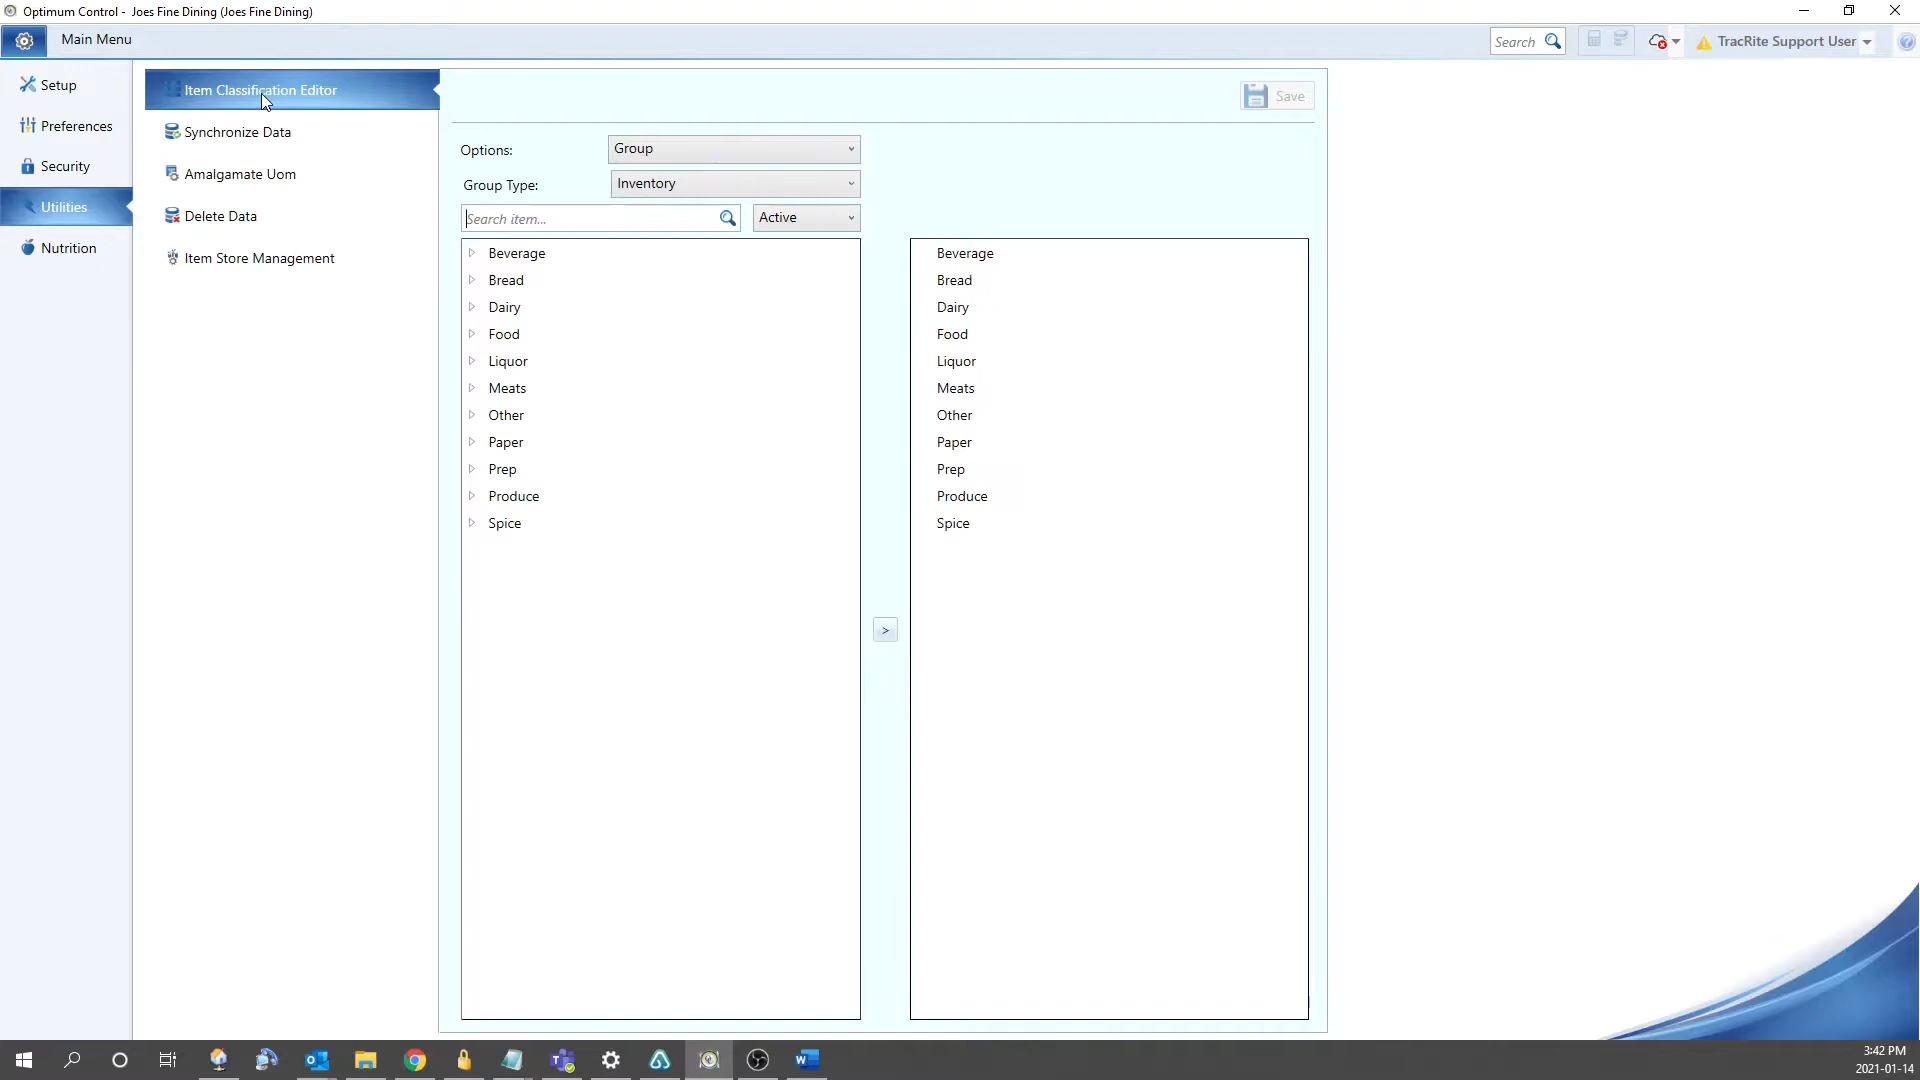 Optimum Control - Joes Fine Dining (Joes Fine Dining)
Main Menu
Search
TracRite Support User
Setup
Preferences
Security
Utilities
Nutrition
Item Classification Editor
Synchronize Data
Amalgamate Uom
Delete Data
Item Store Management
Save
Options: Group
Group Type: Inventory
Search item... Active
Beverage
Bread
Dairy
Food
Liquor
Meats
Other
Paper
Prep
Produce
Spice
>
Beverage
Bread
Dairy
Food
Liquor
Meats
Other
Paper
Prep
Produce
Spice
3:42 PM
2021-01-14